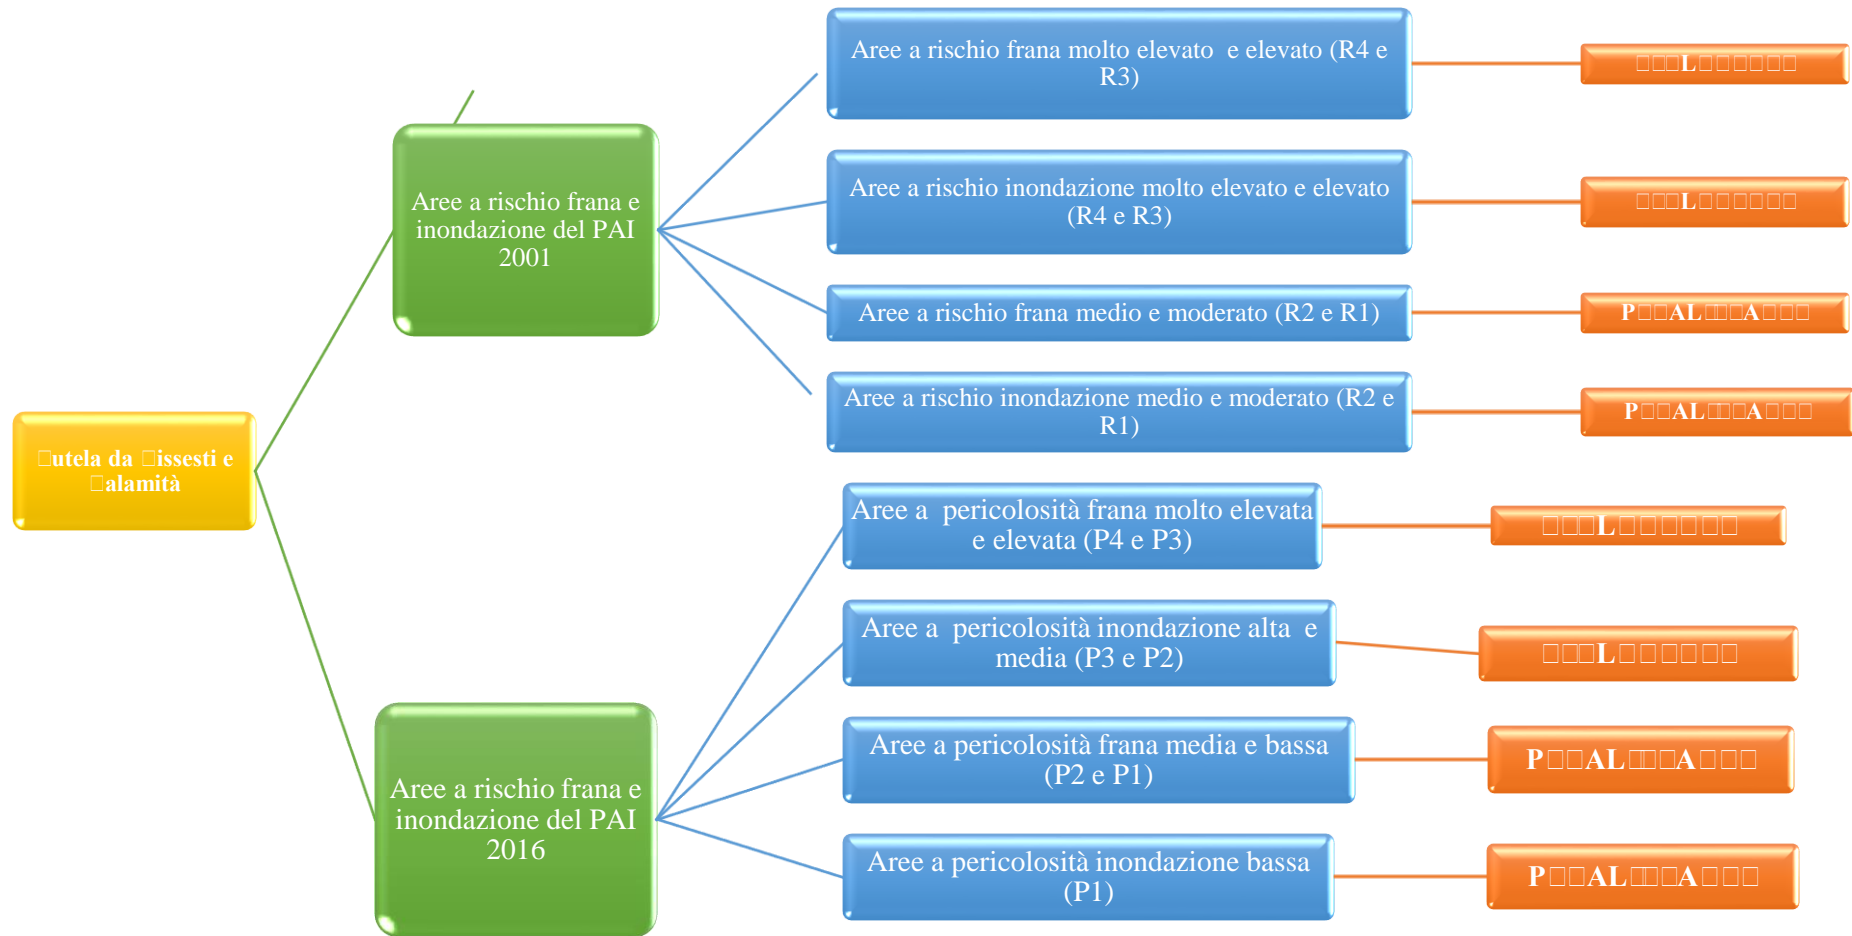 Aree a rischio frana molto elevato e elevato (R4 e
R3)
Aree a rischio inondazione molto elevato e elevato
(R4 e R3)
Aree a rischio frana e
inondazione del PAI
2001
Aree a rischio frana medio e moderato (R2 e R1)
Aree a rischio inondazione medio e moderato (R2 e
R1)
da e
Aree a pericolosità frana molto elevata
e elevata (P4 e P3)
Aree a pericolosità inondazione alta e
media (P3 e P2)
Aree a pericolosità frana media e bassa
(P2 e P1)
Aree a rischio frana e
inondazione del PAI
2016
Aree a pericolosità inondazione bassa
(P1)